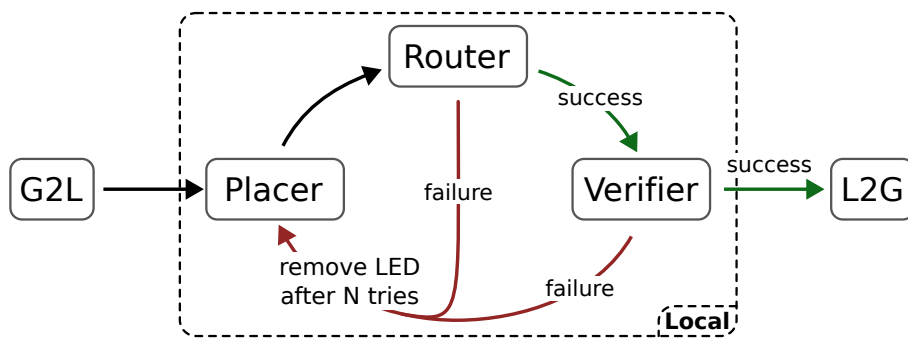 Router
success
G2L
Placer
failure
Verifier
success
L2G
remove LED
after N tries
failure
Local